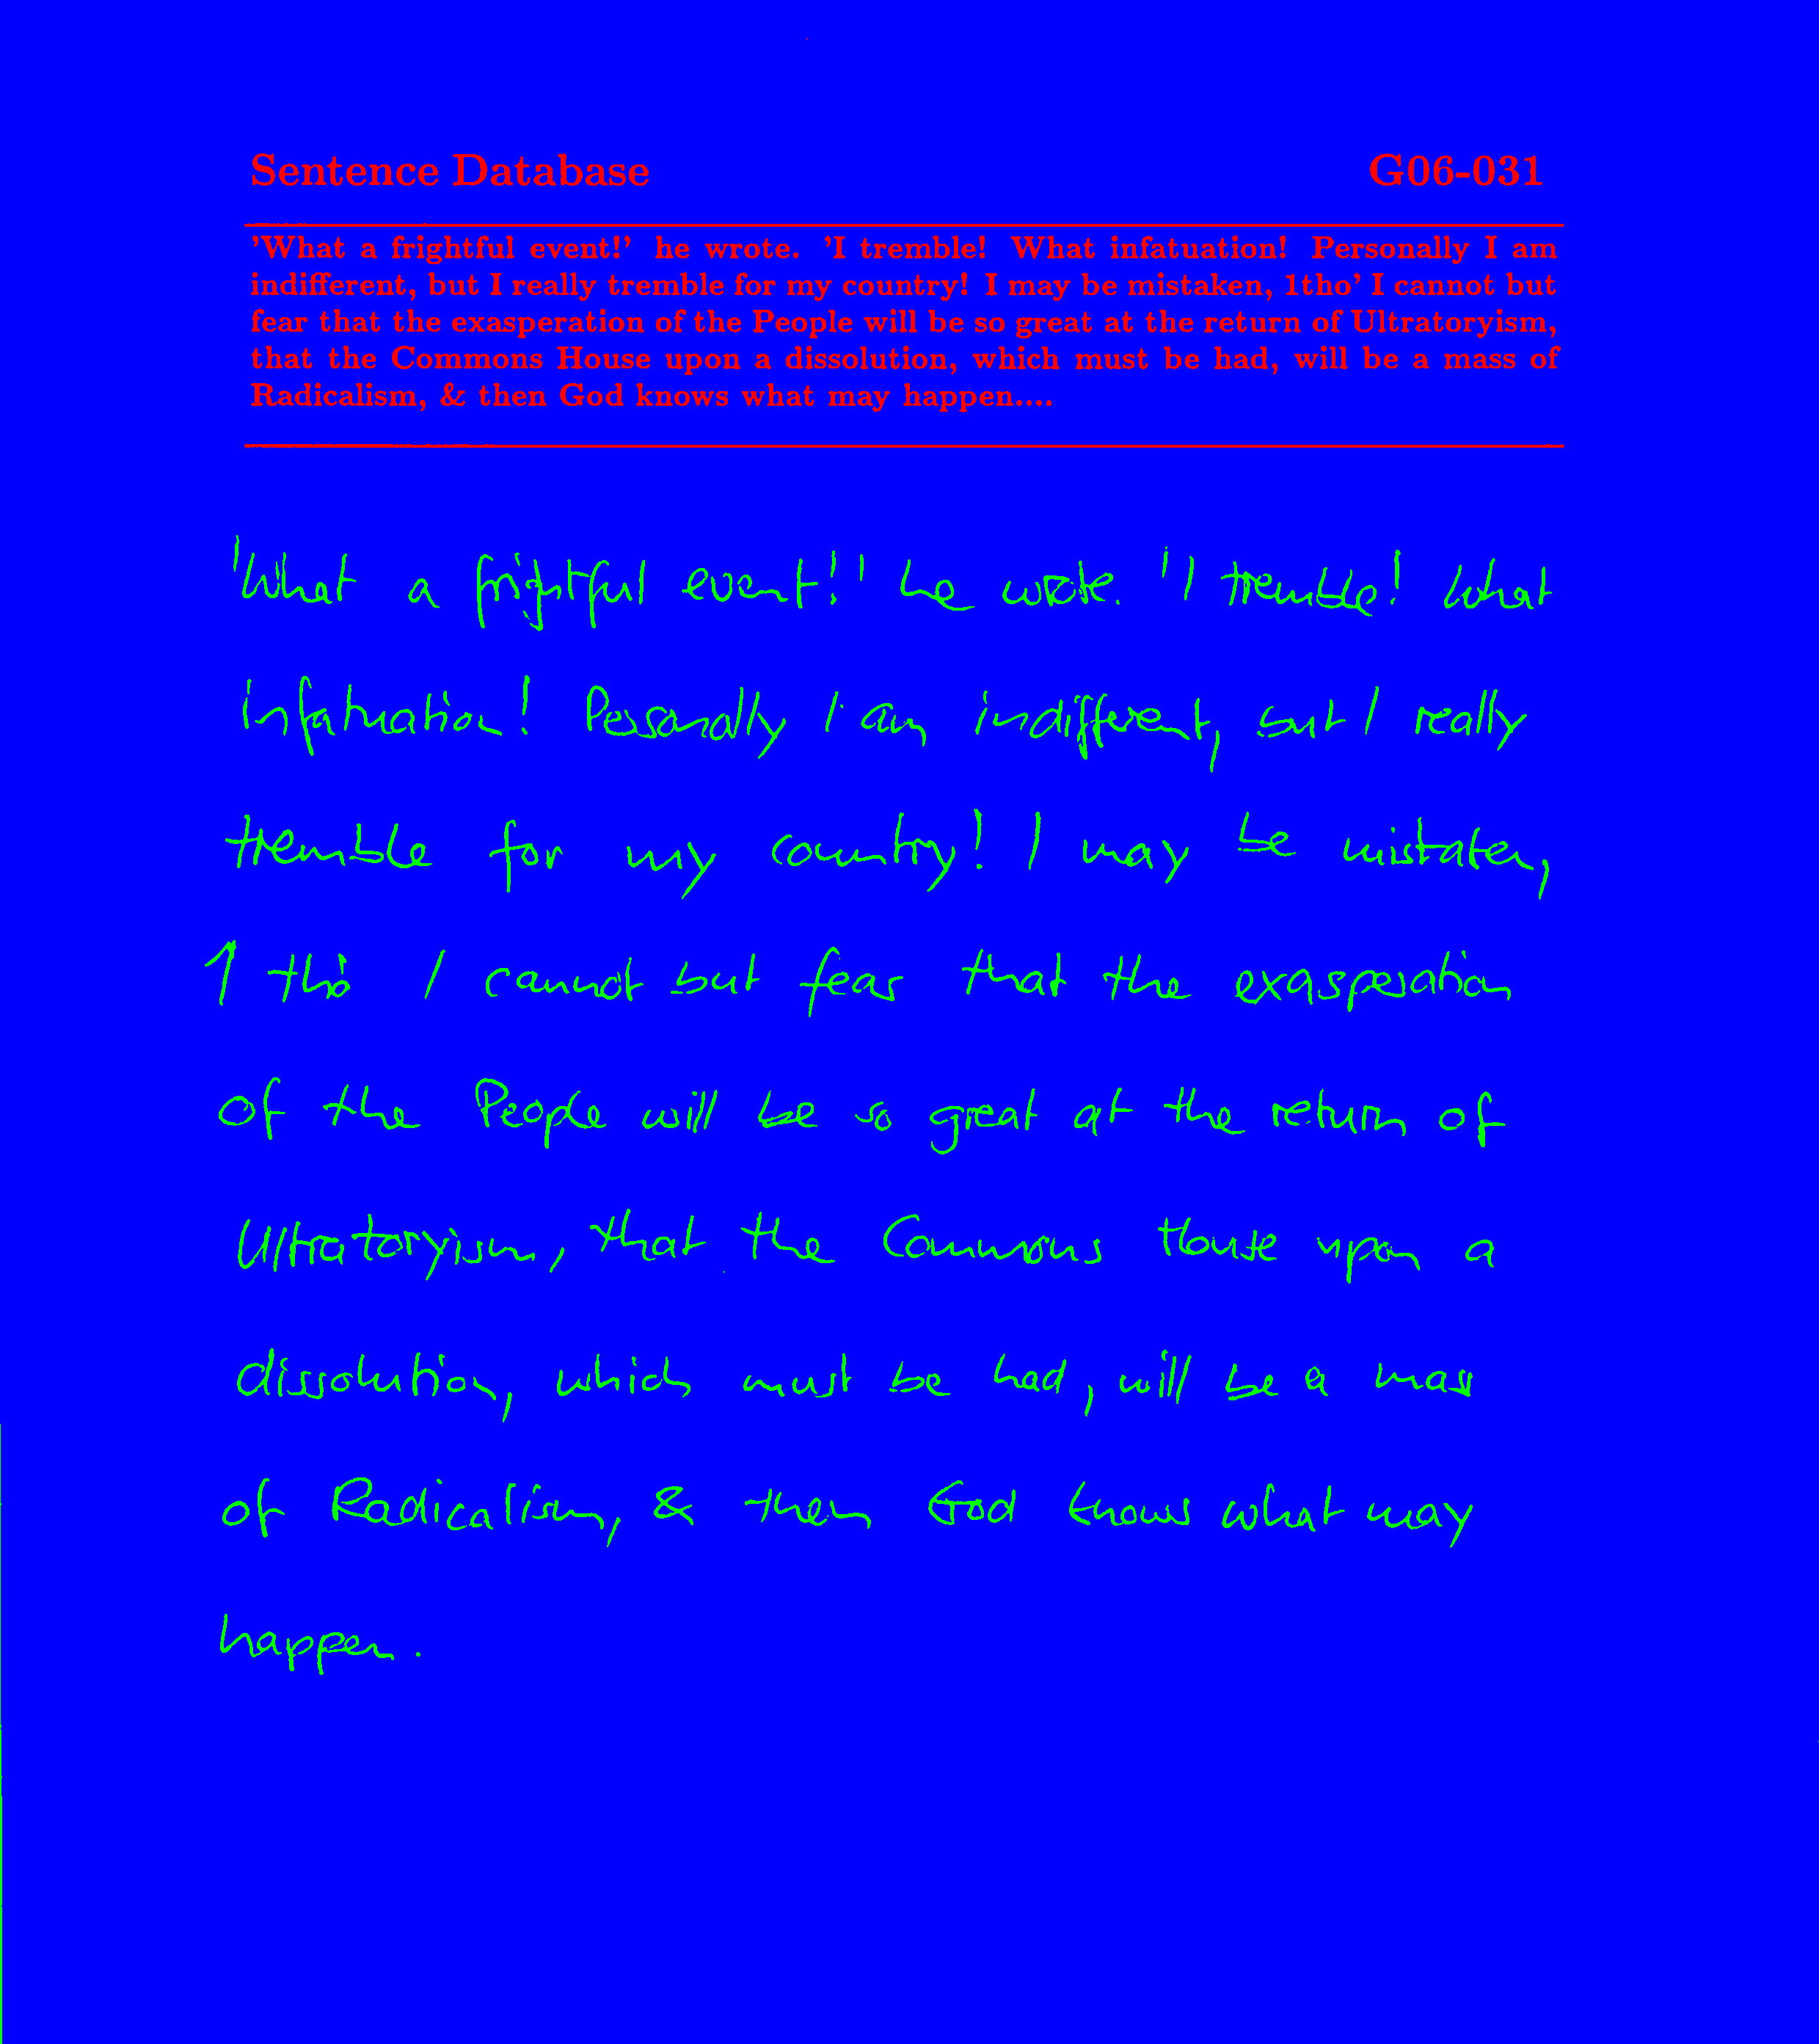 Sentence Database G06-031
'What a frightful event!' he wrote. 'I tremble! What infatuation! Personally I am
indifferent, but I really tremble for my country! I may be mistaken, 1tho' I cannot but
fear that the exasperation of the People will be so great at the return of Ultratoryism,
that the Commons House upon a dissolution, which must be had, will be a mass of
Radicalism, & then God knows what may happen....
'What a frightful event!' he wrote. 'I tremble! What
infatuation! Personally I am indifferent, but I really
tremble for my country! I may be mistaken,
1 tho' I cannot but fear that the exasperation
of the People will be so great at the return of
Ultratoryism, that the Commons House upon a
dissolution, which must be had, will be a mass
of Radicalism, & then God knows what may
happen.